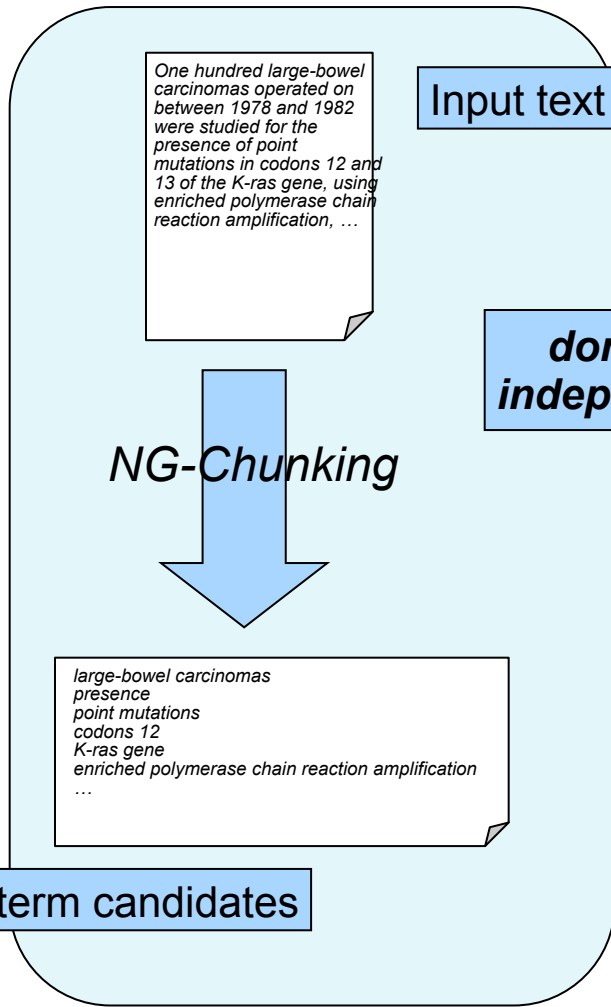 One hundred large-bowel
carcinomas operated on
between 1978 and 1982
were studied for the
presence of point
mutations in codons 12 and
13 of the K-ras gene, using
enriched polymerase chain
reaction amplification, …
Input text
NG-Chunking
large-bowel carcinomas
presence
point mutations
codons 12
K-ras gene
enriched polymerase chain reaction amplification
…
term candidates